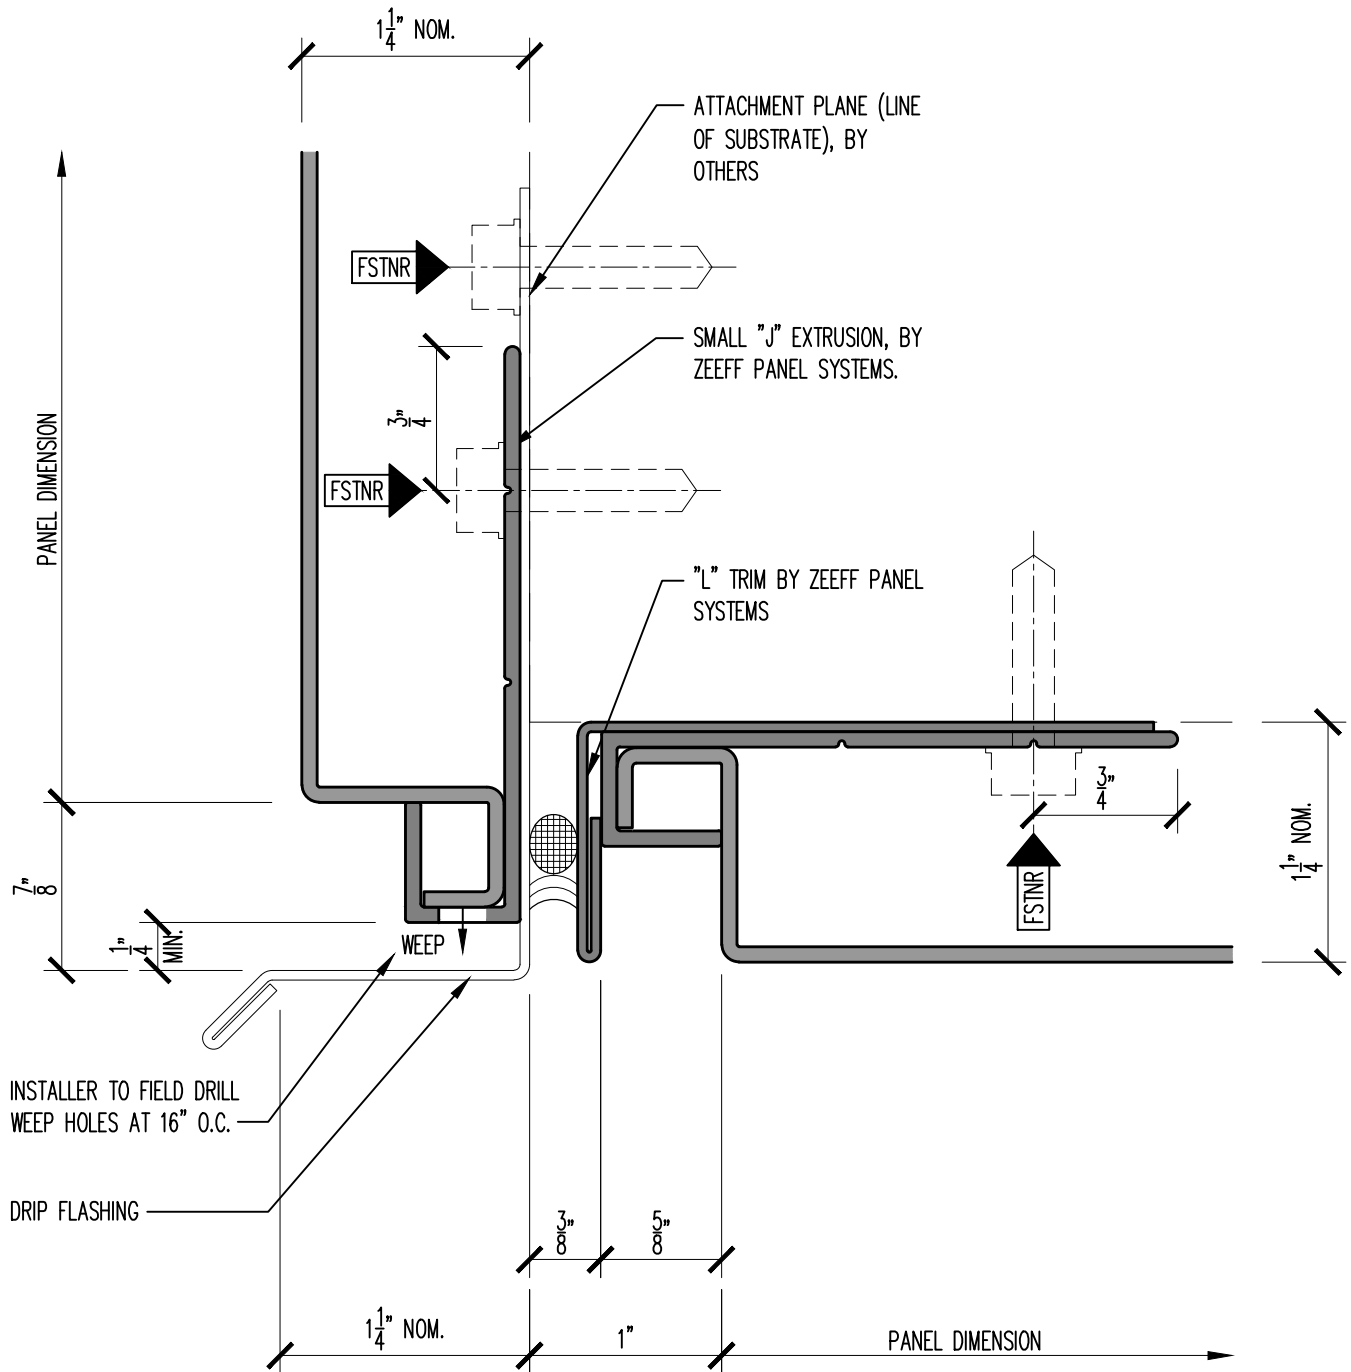 1 1/4" NOM.
ATTACHMENT PLANE (LINE
OF SUBSTRATE), BY
OTHERS
FSTNR
SMALL "J" EXTRUSION, BY
ZEEFF PANEL SYSTEMS.
3/4"
PANEL DIMENSION
FSTNR
"L" TRIM BY ZEEFF PANEL
SYSTEMS
3/4"
1 1/4" NOM.
FSTNR
7/8"
1/4"
MIN.
WEEP
INSTALLER TO FIELD DRILL
WEEP HOLES AT 16" O.C.
DRIP FLASHING
3/8"
5/8"
1 1/4" NOM.
1"
PANEL DIMENSION